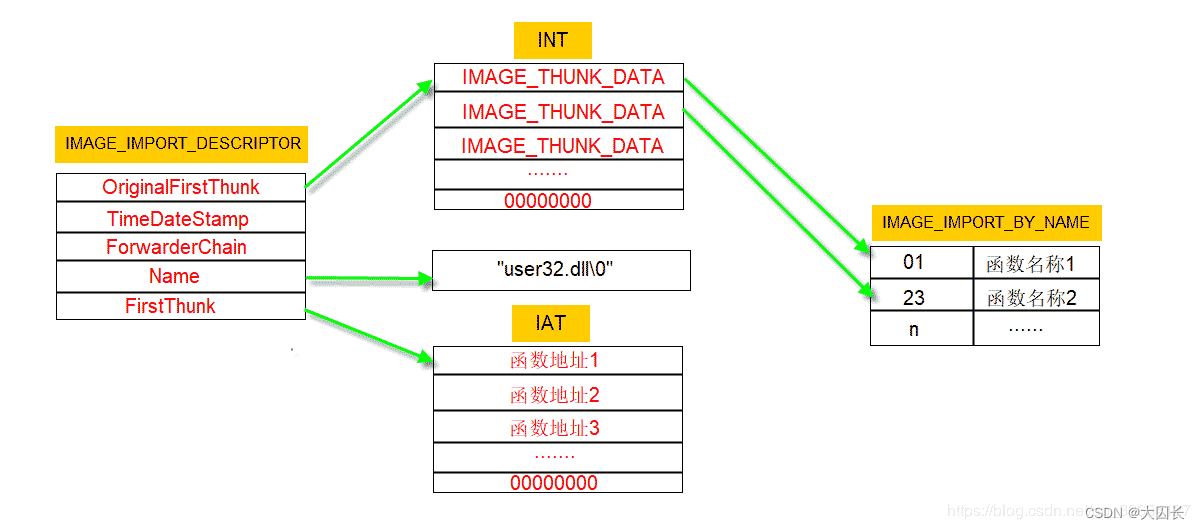 INT
IMAGE_THUNK_DATA
IMAGE_THUNK_DATA
IMAGE_THUNK_DATA
.......
00000000
IMAGE_IMPORT_DESCRIPTOR
OriginalFirstThunk
TimeDateStamp
ForwarderChain
Name
FirstThunk
"user32.dll\0"
IAT
函数地址1
函数地址2
函数地址3
.......
00000000
IMAGE_IMPORT_BY_NAME
01 函数名称1
23 函数名称2
n ......
https://blog.csdn.ne
CSDN @大囚长